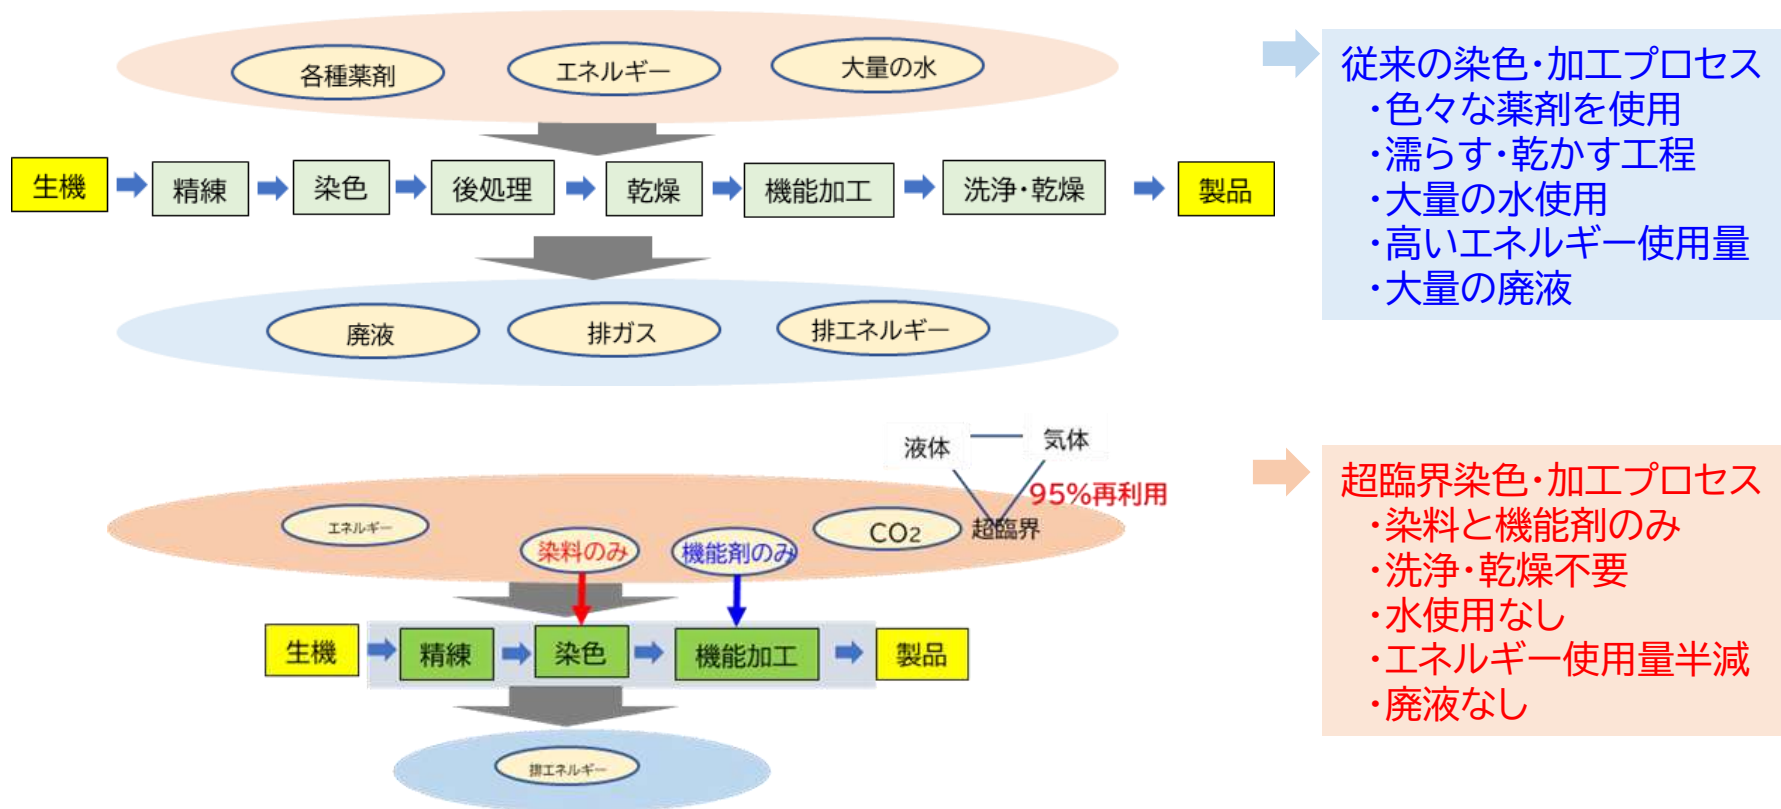 各種薬剤
エネルギー
大量の水
生機
精練
染色
後処理
乾燥
機能加工
洗浄・乾燥
製品
廃液
排ガス
排エネルギー
従来の染色・加工プロセス
・色々な薬剤を使用
・濡らす・乾かす工程
・大量の水使用
・高いエネルギー使用量
・大量の廃液
液体
気体
95%再利用
超臨界
エネルギー
染料のみ
機能剤のみ
CO2
生機
精練
染色
機能加工
製品
排エネルギー
超臨界染色・加工プロセス
・染料と機能剤のみ
・洗浄・乾燥不要
・水使用なし
・エネルギー使用量半減
・廃液なし